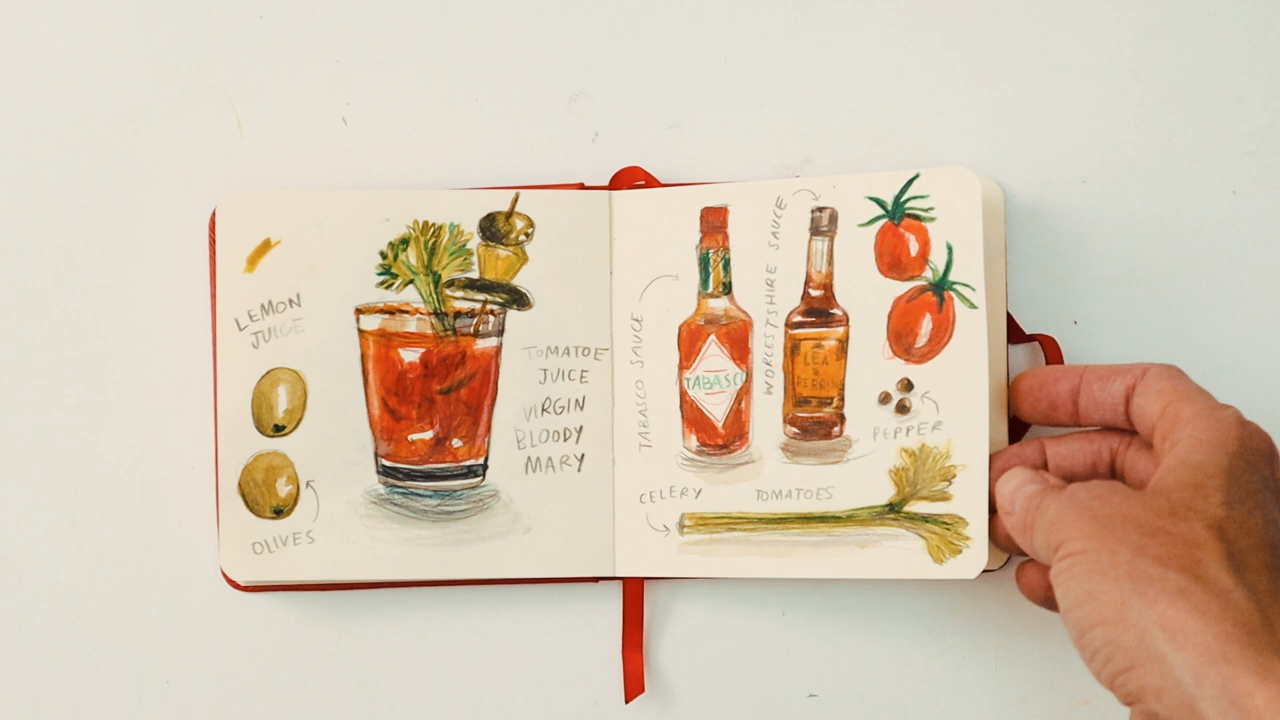 LEMON
JUICE
OLIVES
TOMATOE
JUICE
VIRGIN
BLOODY
MARY
TABASCO SAUCE
TABASCO
WORCESTSHIRE SAUCE
LEA
&
PERRINS
PEPPER
CELERY
TOMATOES